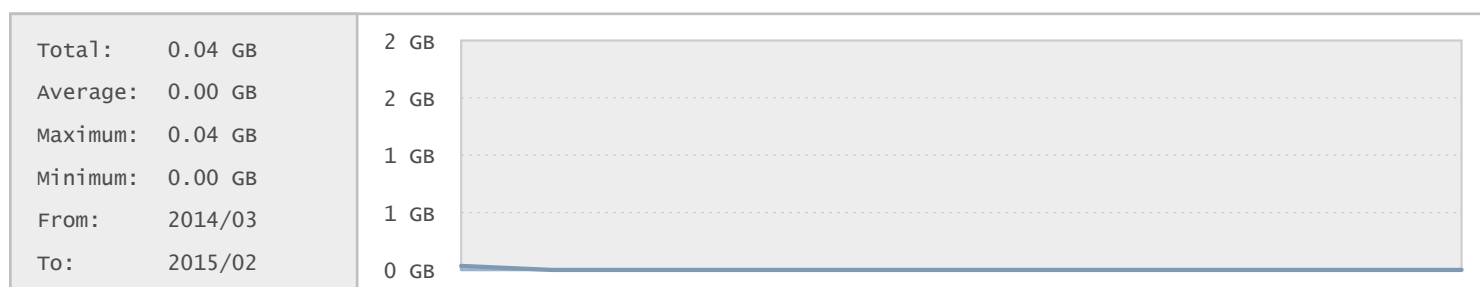 Total: 0.04 GB
Average: 0.00 GB
Maximum: 0.04 GB
Minimum: 0.00 GB
From: 2014/03
To: 2015/02
2 GB
2 GB
1 GB
1 GB
0 GB